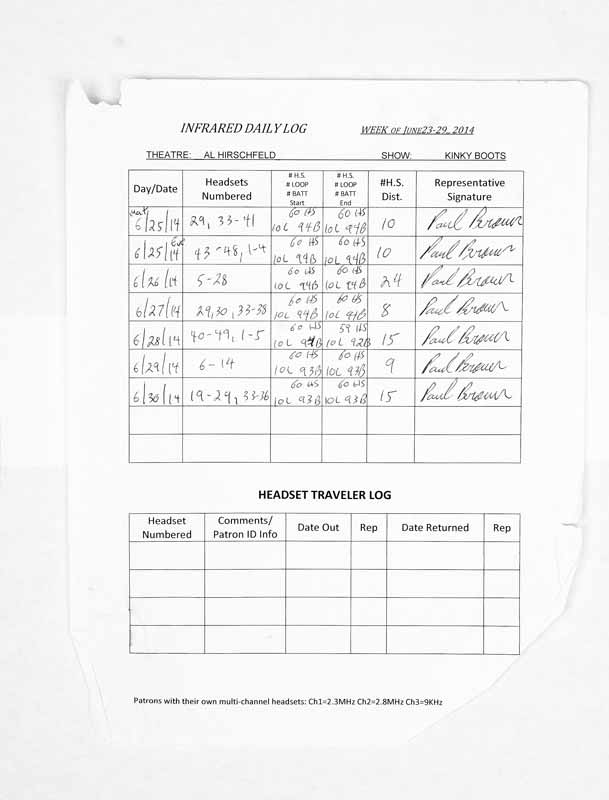 INFRARED DAILY LOG WEEK OF JUNE23-29, 2014
THEATRE: AL HIRSCHFELD SHOW: KINKY BOOTS
Day/Date Headsets Numbered # H.S. # LOOP # BATT Start # H.S. # LOOP # BATT End #H.S. Dist. Representative Signature
Mat 6/25/14 29, 33-41 60 HS 10L 94B 60 HS 10L 94B 10 Paul Brown
6/25/14 Eve 43-48, 1-4 60 HS 10L 94B 60 HS 10L 94B 10 Paul Brown
6/26/14 5-28 60 HS 10L 94B 60 HS 10L 94B 24 Paul Brown
6/27/14 29,30,33-38 60 HS 10L 94B 60 HS 10L 94B 8 Paul Brown
6/28/14 40-49, 1-5 60 HS 10L 59 HS 10L 92B 15 Paul Brown
6/29/14 6-14 60 HS 10L 93B 60 HS 10L 93B 9 Paul Brown
6/30/14 19-29, 33-36 60 HS 10L 93B 60 HS 10L 93B 15 Paul Brown
HEADSET TRAVELER LOG
Headset Numbered Comments/ Patron ID Info Date Out Rep Date Returned Rep
Patrons with their own multi-channel headsets: Ch1=2.3MHz Ch2=2.8MHz Ch3=9KHz